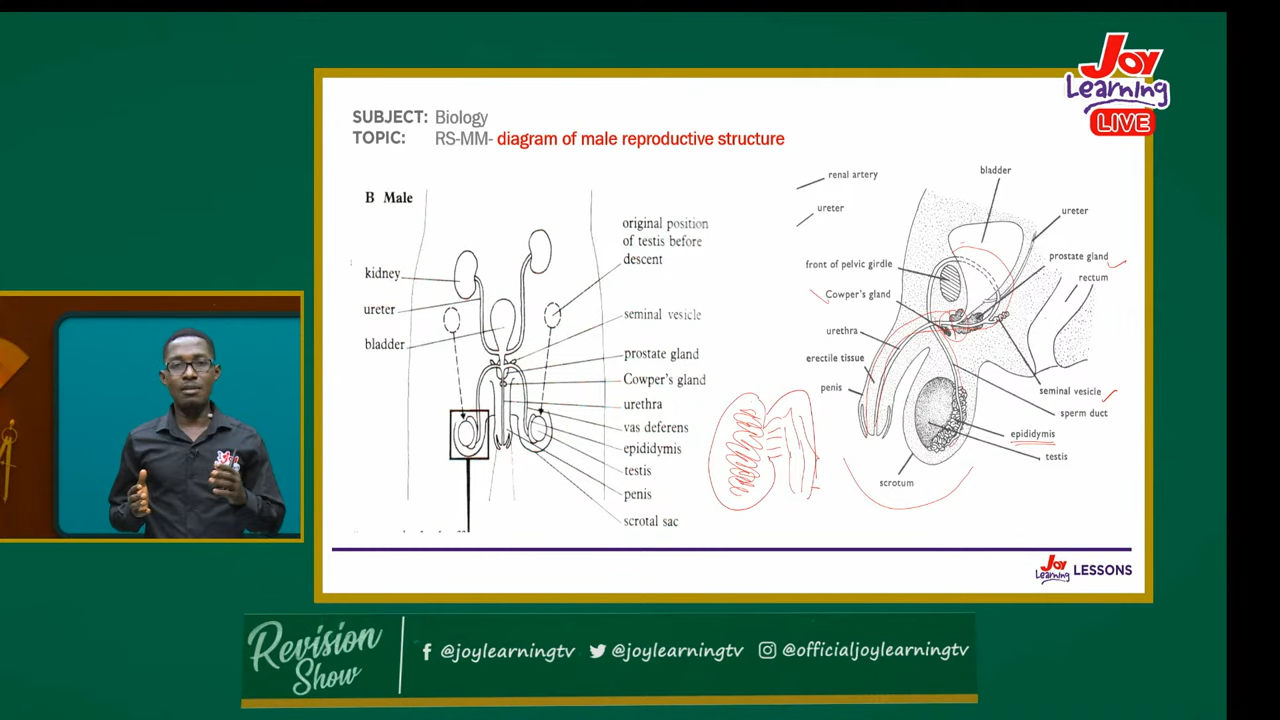 Joy
Learning
LIVE
SUBJECT: Biology
TOPIC: RS-MM- diagram of male reproductive structure
B Male
kidney
ureter
bladder
original position
of testis before
descent
seminal vesicle
prostate gland
Cowper's gland
urethra
vas deferens
epididymis
testis
penis
scrotal sac
renal artery
ureter
front of pelvic girdle
Cowper's gland
urethra
erectile tissue
penis
scrotum
bladder
ureter
prostate gland
rectum
seminal vesicle
sperm duct
epididymis
testis
Joy
Learning LESSONS
Revision
Show
@joylearningtv @joylearningtv @officialjoylearningtv